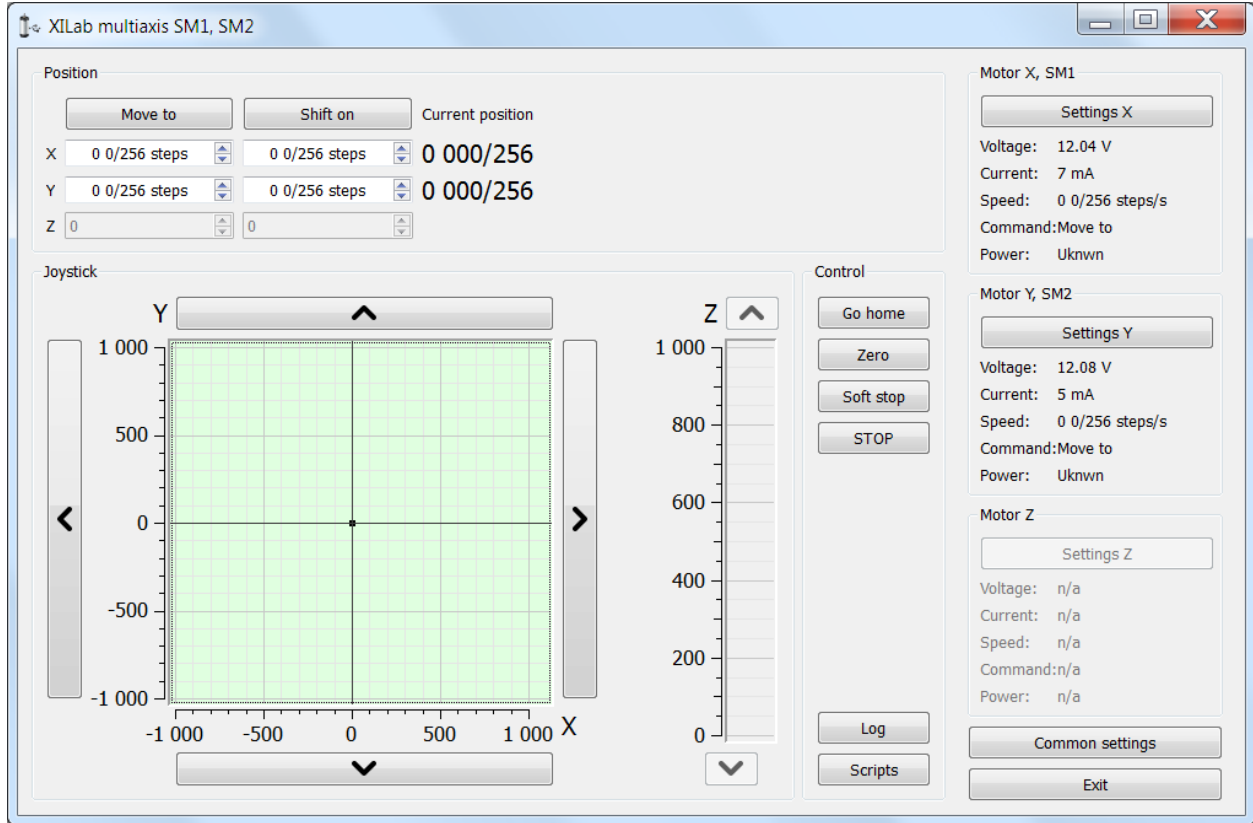 XILab multiaxis SM1, SM2
Position
Move to Shift on Current position
X 0 0/256 steps 0 0/256 steps 0 000/256
Y 0 0/256 steps 0 0/256 steps 0 000/256
Z 0 0
Joystick
Y
1 000
500
0
-500
-1 000
-1 000 -500 0 500 1 000 X
Z
1 000
800
600
400
200
0
Control
Go home
Zero
Soft stop
STOP
Log
Scripts
Motor X, SM1
Settings X
Voltage: 12.04 V
Current: 7 mA
Speed: 0 0/256 steps/s
Command:Move to
Power: Uknwn
Motor Y, SM2
Settings Y
Voltage: 12.08 V
Current: 5 mA
Speed: 0 0/256 steps/s
Command:Move to
Power: Uknwn
Motor Z
Settings Z
Voltage: n/a
Current: n/a
Speed: n/a
Command:n/a
Power: n/a
Common settings
Exit